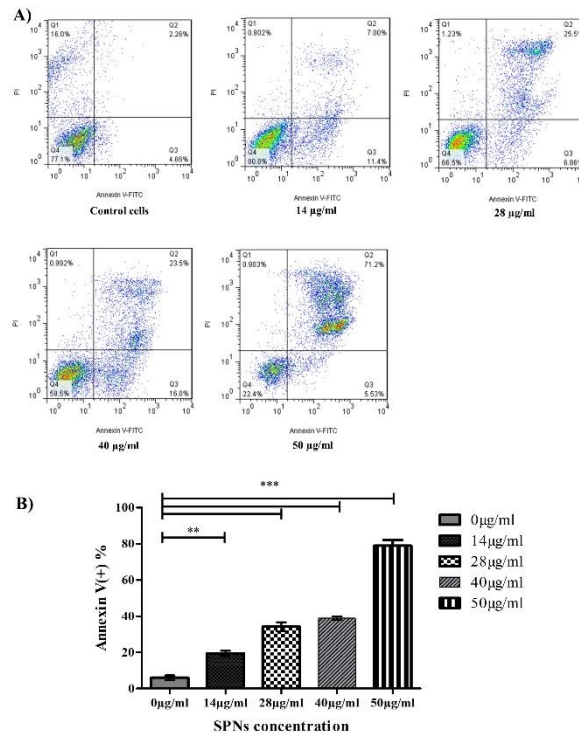 A)
Q1
16.0%
Q2
2.26%
PI
Q4
77.1%
Q3
4.66%
Annexin V-FITC
Control cells
Q1
0.802%
Q2
7.00%
PI
Q4
80.8%
Q3
11.4%
Annexin V-FITC
14 µg/ml
Q1
1.23%
Q2
25.5%
PI
Q4
66.5%
Q3
6.86%
Annexin V-FITC
28 µg/ml
Q1
0.992%
Q2
23.5%
PI
Q4
59.5%
Q3
16.0%
Annexin V-FITC
40 µg/ml
Q1
0.903%
Q2
71.2%
PI
Q4
22.4%
Q3
5.53%
Annexin V-FITC
50 µg/ml
B)
***
**
Annexin V(+) %
100
80
60
40
20
0
0µg/ml 14µg/ml 28µg/ml 40µg/ml 50µg/ml
SPNs concentration
0µg/ml
14µg/ml
28µg/ml
40µg/ml
50µg/ml